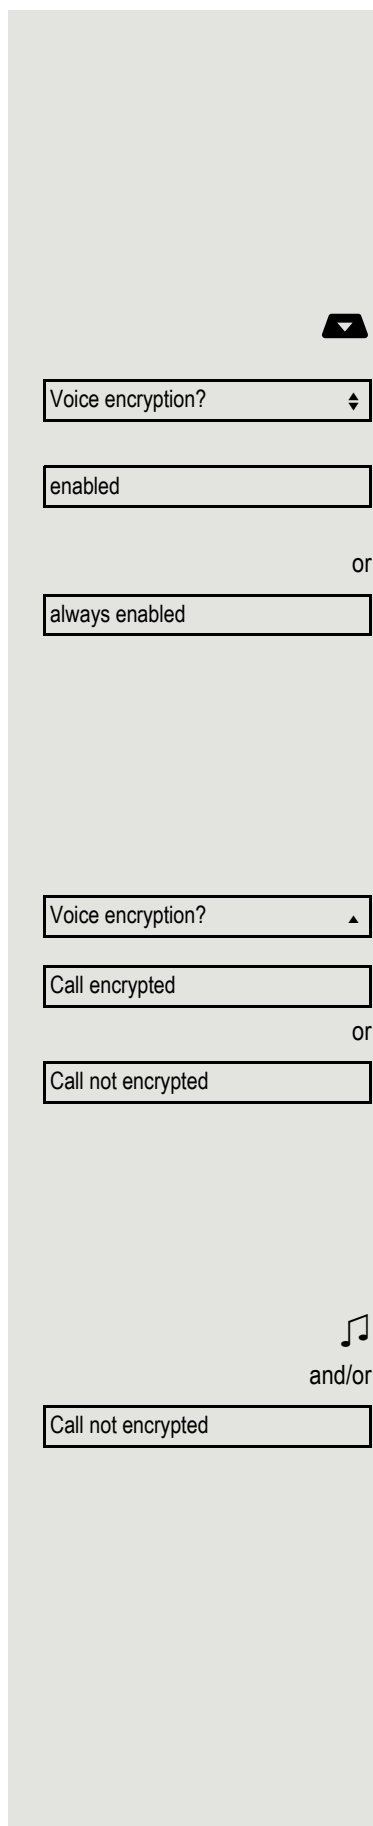 Voice encryption?
enabled
or
always enabled
Voice encryption?
Call encrypted
or
Call not encrypted
and/or
Call not encrypted